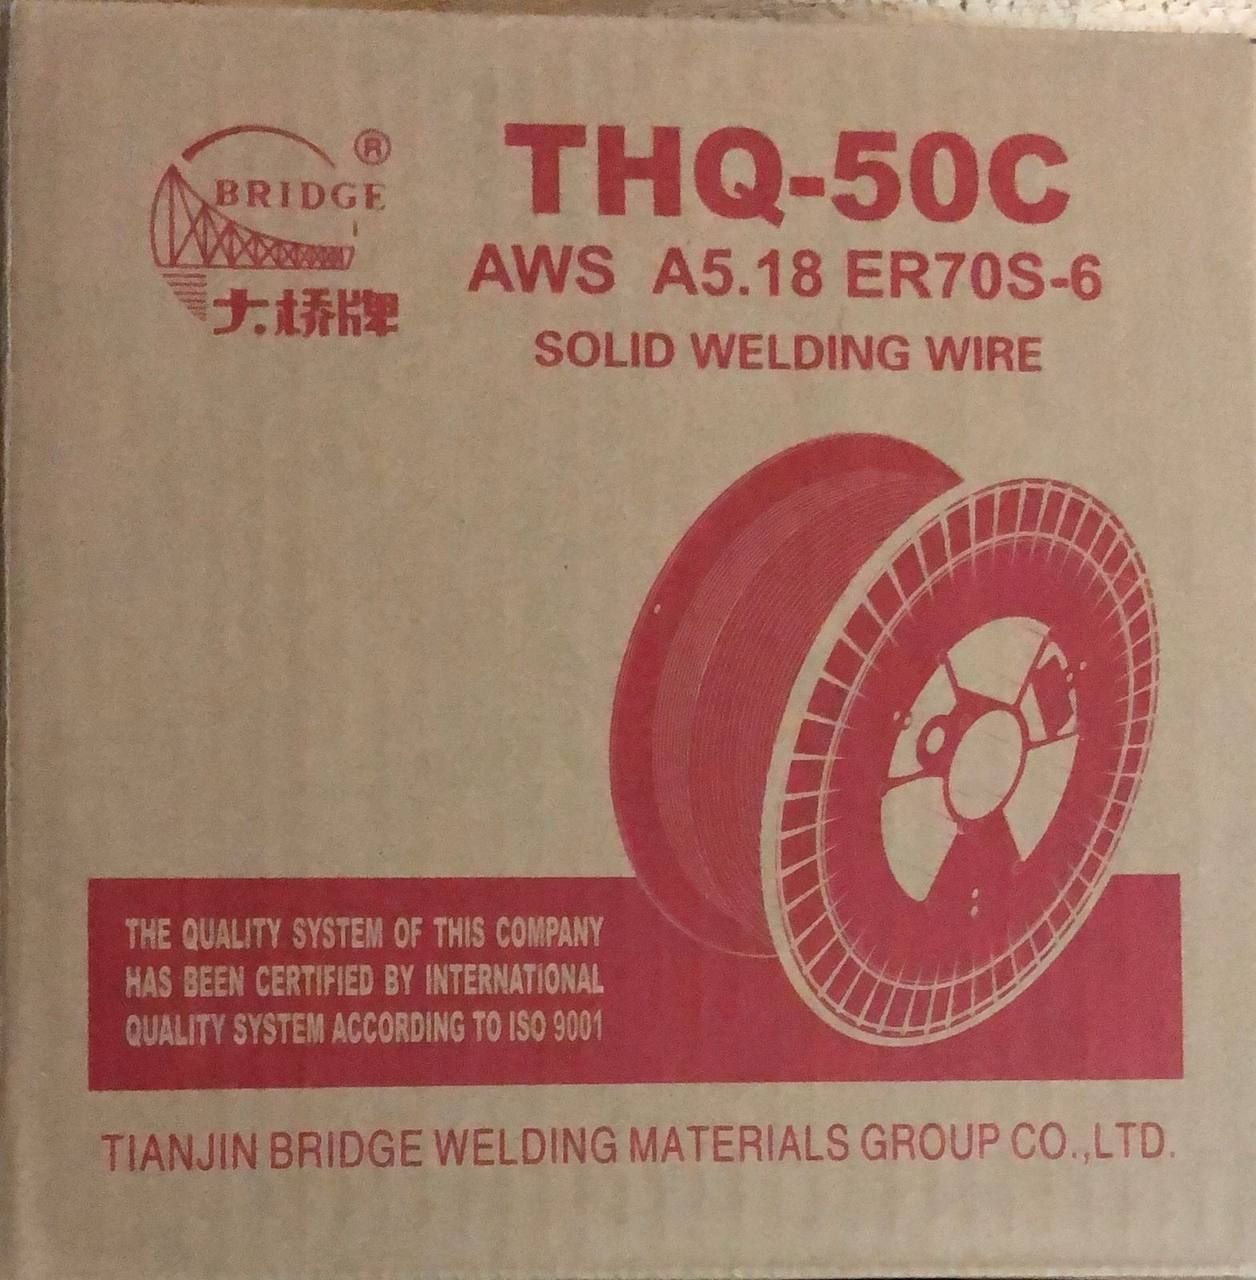 ®
BRIDGE
大桥牌
THQ-50C
AWS A5.18 ER70S-6
SOLID WELDING WIRE
THE QUALITY SYSTEM OF THIS COMPANY
HAS BEEN CERTIFIED BY INTERNATIONAL
QUALITY SYSTEM ACCORDING TO ISO 9001
TIANJIN BRIDGE WELDING MATERIALS GROUP CO.,LTD.